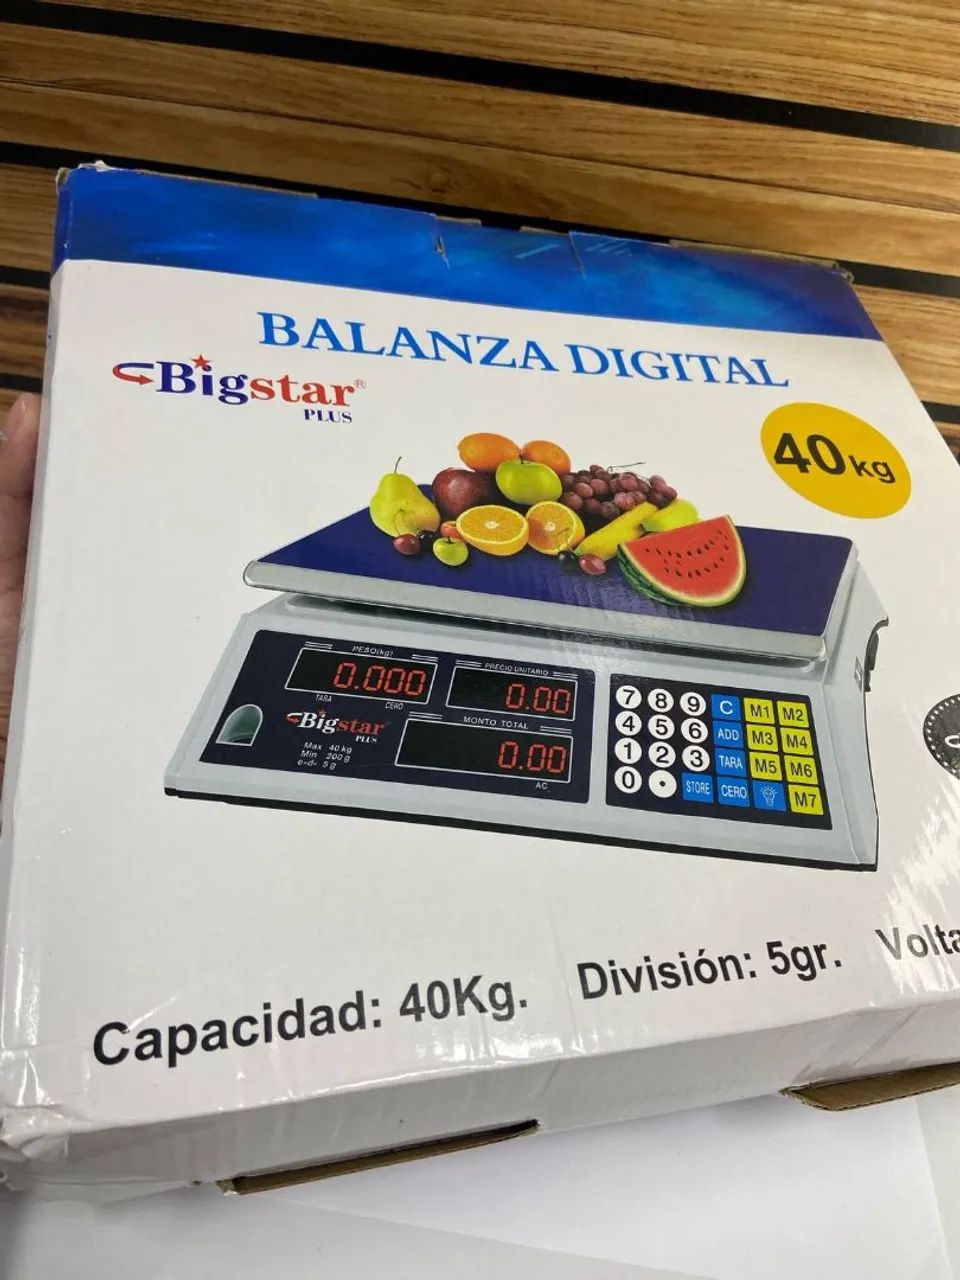 BALANZA DIGITAL
Bigstar®
PLUS
40kg
PESO(kg)
0.000
TARA CERO
PRECIO UNITARIO
0.00
MONTO TOTAL
0.00
AC
Bigstar
PLUS
Max 40 kg
Min 200 g
e-d- 5 g
7 8 9 C M1 M2
4 5 6 ADD M3 M4
1 2 3 TARA M5 M6
0 . STORE CERO M7
Capacidad: 40Kg. División: 5gr.